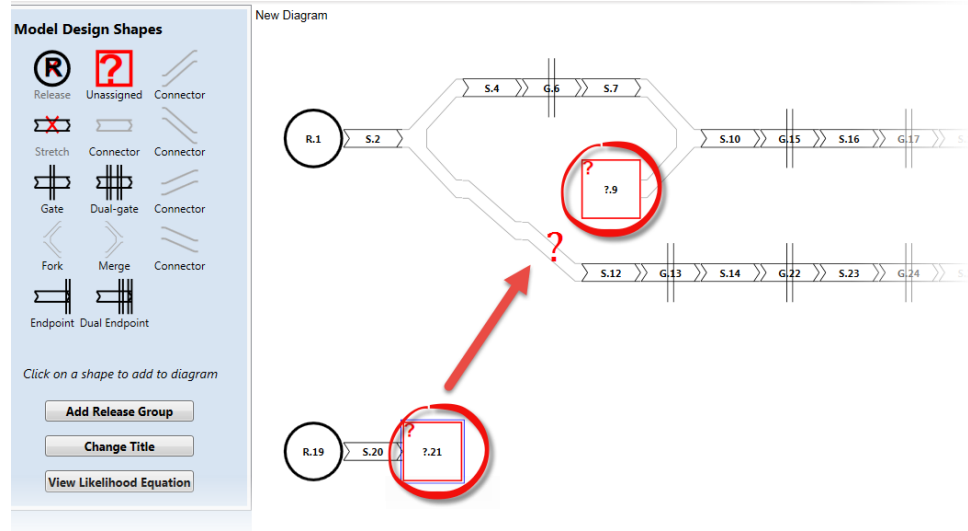 New Diagram
Model Design Shapes
R
?
Release
Unassigned
Connector
Stretch
Connector
Connector
Gate
Dual-gate
Connector
Fork
Merge
Connector
Endpoint
Dual Endpoint
Click on a shape to add to diagram
Add Release Group
Change Title
View Likelihood Equation
S.4
G.6
S.7
R.1
S.2
S.10
G.15
S.16
G.17
?
?.9
?
S.12
G.13
S.14
G.22
S.23
G.24
R.19
S.20
?
?.21